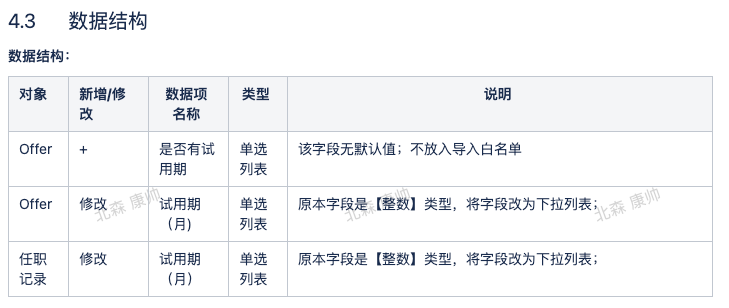 4.3 数据结构
数据结构：
对象 新增/修改 数据项名称 类型 说明
Offer + 是否有试用期 单选列表 该字段无默认值；不放入导入白名单
Offer 修改 试用期（月） 单选列表 原本字段是【整数】类型，将字段改为下拉列表；
任职记录 修改 试用期（月） 单选列表 原本字段是【整数】类型，将字段改为下拉列表；
北森 康帅 北森 康帅 北森 康帅